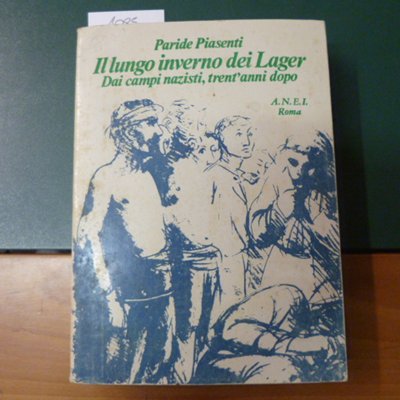 Paride Piasenti
Il lungo inverno dei Lager
Dai campi nazisti, trent'anni dopo
A.N.E.I.
Roma